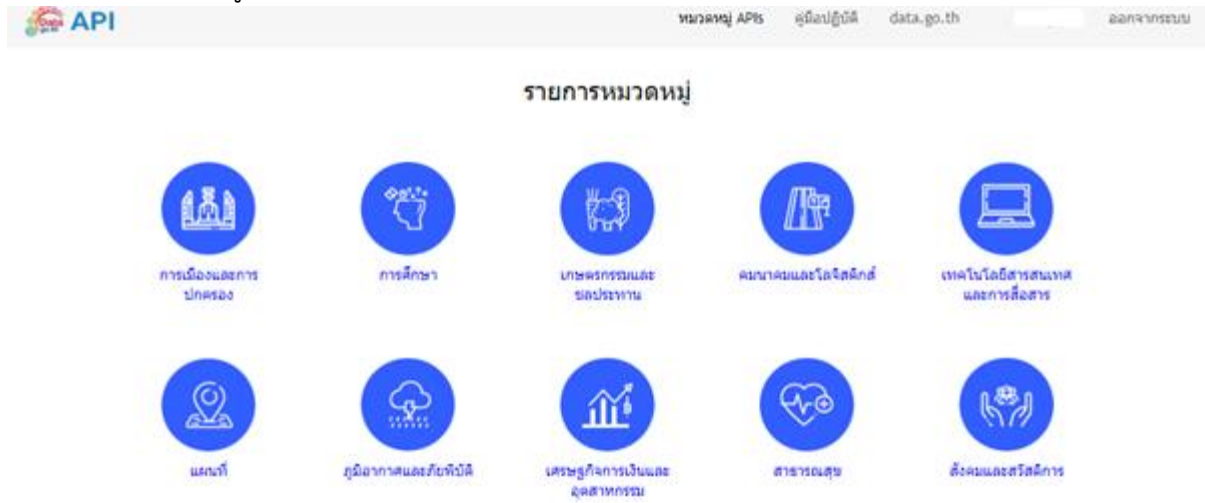 API
หมวดหมู่ APIs คู่มือปฏิบัติ data.go.th ออกจากระบบ
รายการหมวดหมู่
การเมืองและการ
ปกครอง
การศึกษา
เกษตรกรรมและ
ชลประทาน
คมนาคมและโลจิสติกส์
เทคโนโลยีสารสนเทศ
และการสื่อสาร
แผนที่
ภูมิอากาศและภัยพิบัติ
เศรษฐกิจการเงินและ
อุตสาหกรรม
สาธารณสุข
สังคมและสวัสดิการ